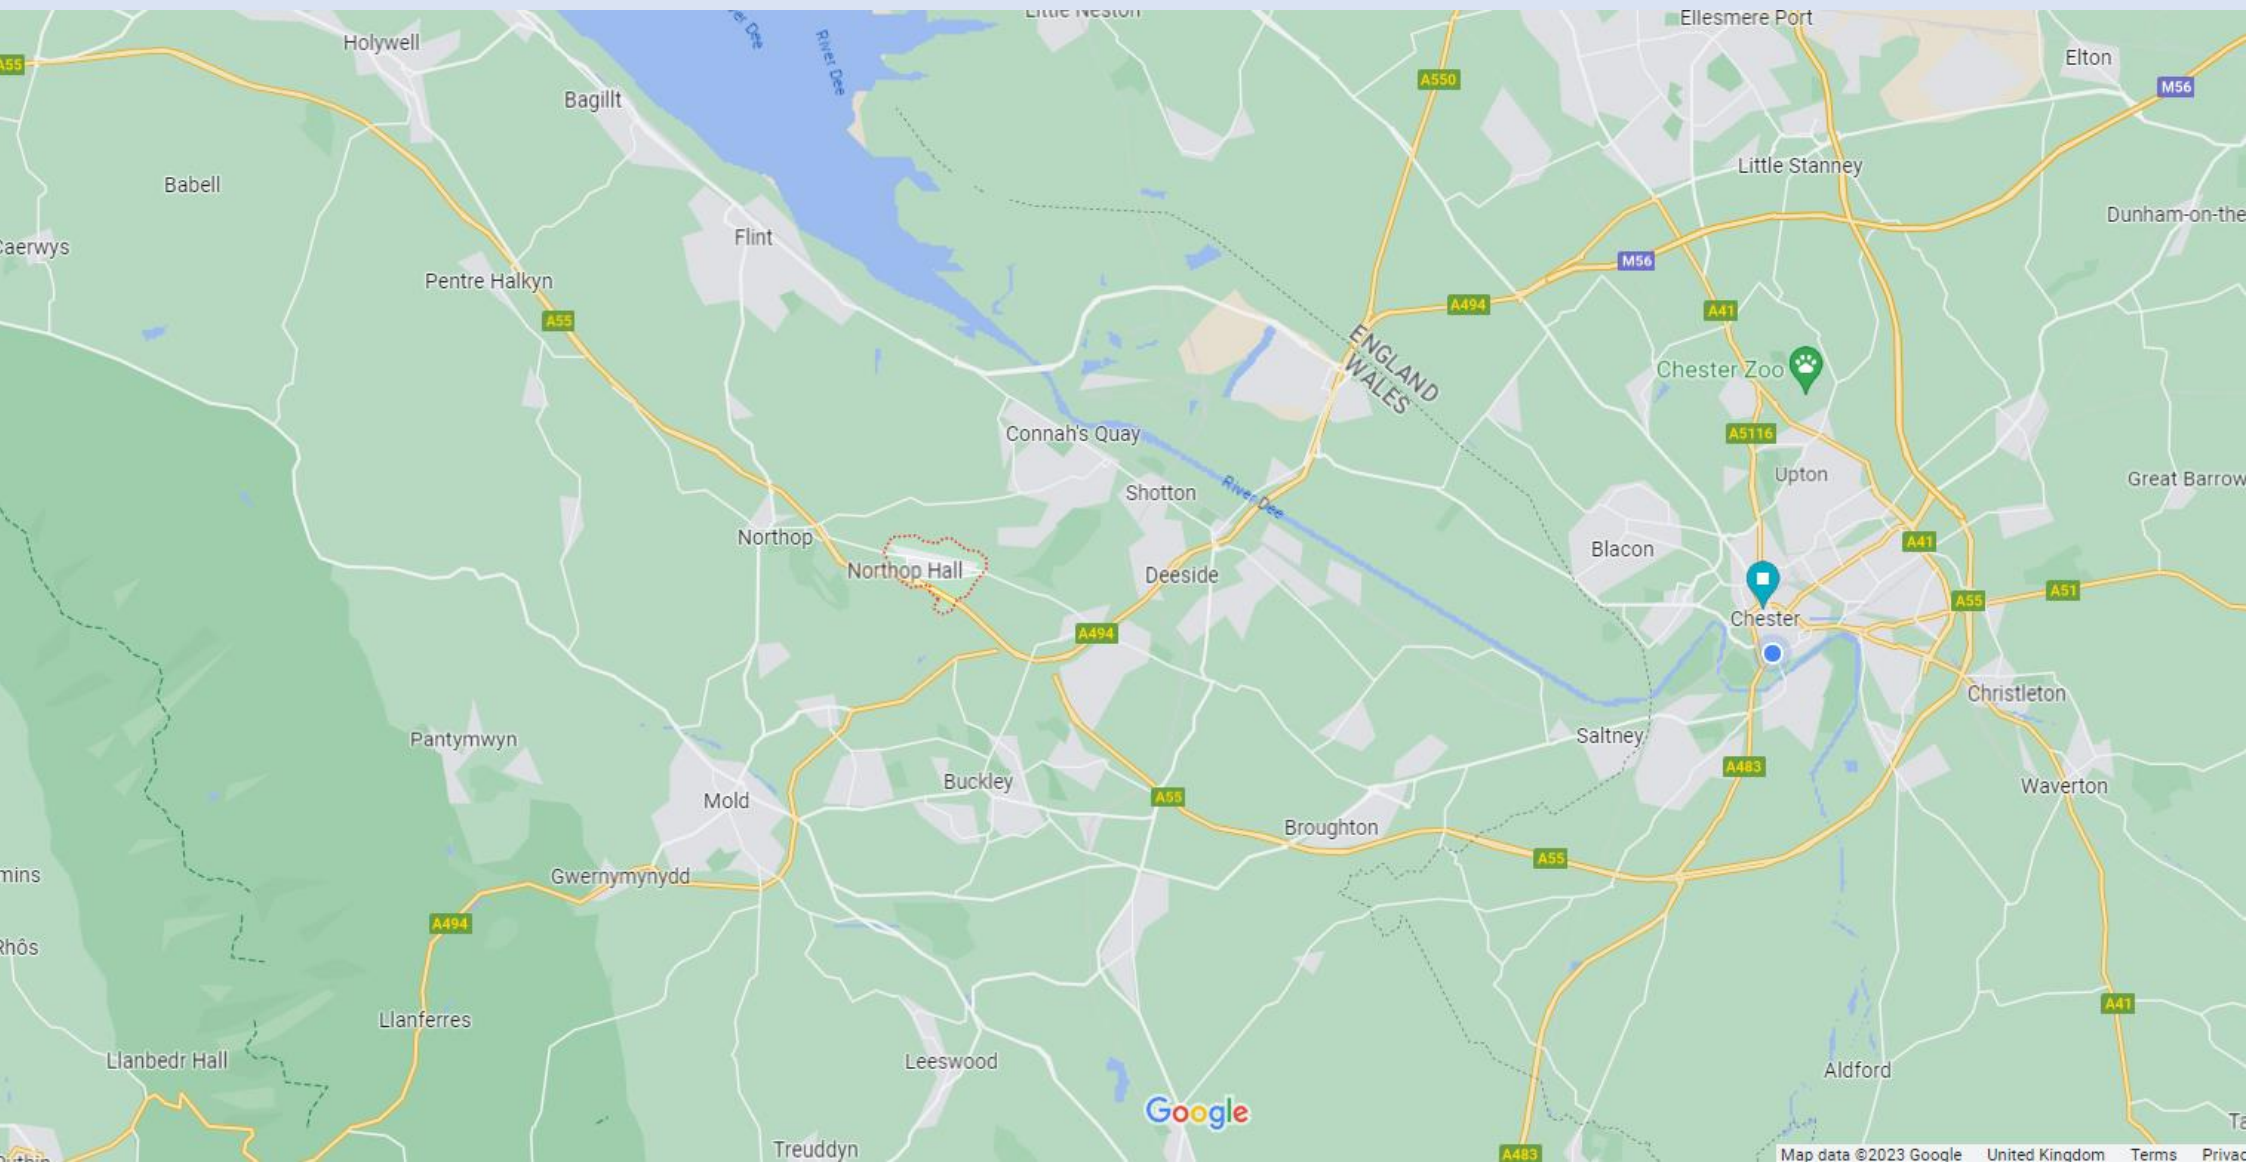 Little Neston
Ellesmere Port
Holywell
River Dee
Elton
A55
A550
M56
Bagillt
Little Stanney
Babell
Dunham-on-the
Flint
Caerwys
M56
Pentre Halkyn
A494
A41
A55
ENGLAND
WALES
Chester Zoo
Connah's Quay
A5116
Upton
Great Barrow
Shotton
River Dee
Northop
A41
Blacon
Northop Hall
Deeside
A51
A55
Chester
A494
Christleton
Pantymwyn
Saltney
A483
Buckley
Waverton
Mold
A55
Broughton
A55
Gwernymynydd
mins
A494
Rhôs
A41
Llanferres
Llanbedr Hall
Leeswood
Aldford
Google
Treuddyn
A483
Map data ©2023 Google United Kingdom Terms Privac